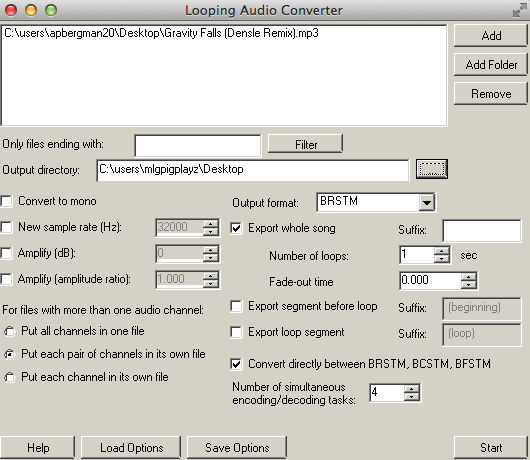 Looping Audio Converter
C:\users\apbergman20\Desktop\Gravity Falls (Densle Remix).mp3
Add
Add Folder
Remove
Only files ending with:
Filter
Output directory:
C:\users\mlgpigplayz\Desktop
...
Convert to mono
Output format:
BRSTM
New sample rate (Hz):
32000
Export whole song
Suffix:
Amplify (dB):
0
Number of loops:
1
sec
Amplify (amplitude ratio):
1.000
Fade-out time
0.000
For files with more than one audio channel:
Export segment before loop
Suffix:
(beginning)
Put all channels in one file
Export loop segment
Suffix:
(loop)
Put each pair of channels in its own file
Convert directly between BRSTM, BCSTM, BFSTM
Put each channel in its own file
Number of simultaneous
encoding/decoding tasks:
4
Help
Load Options
Save Options
Start